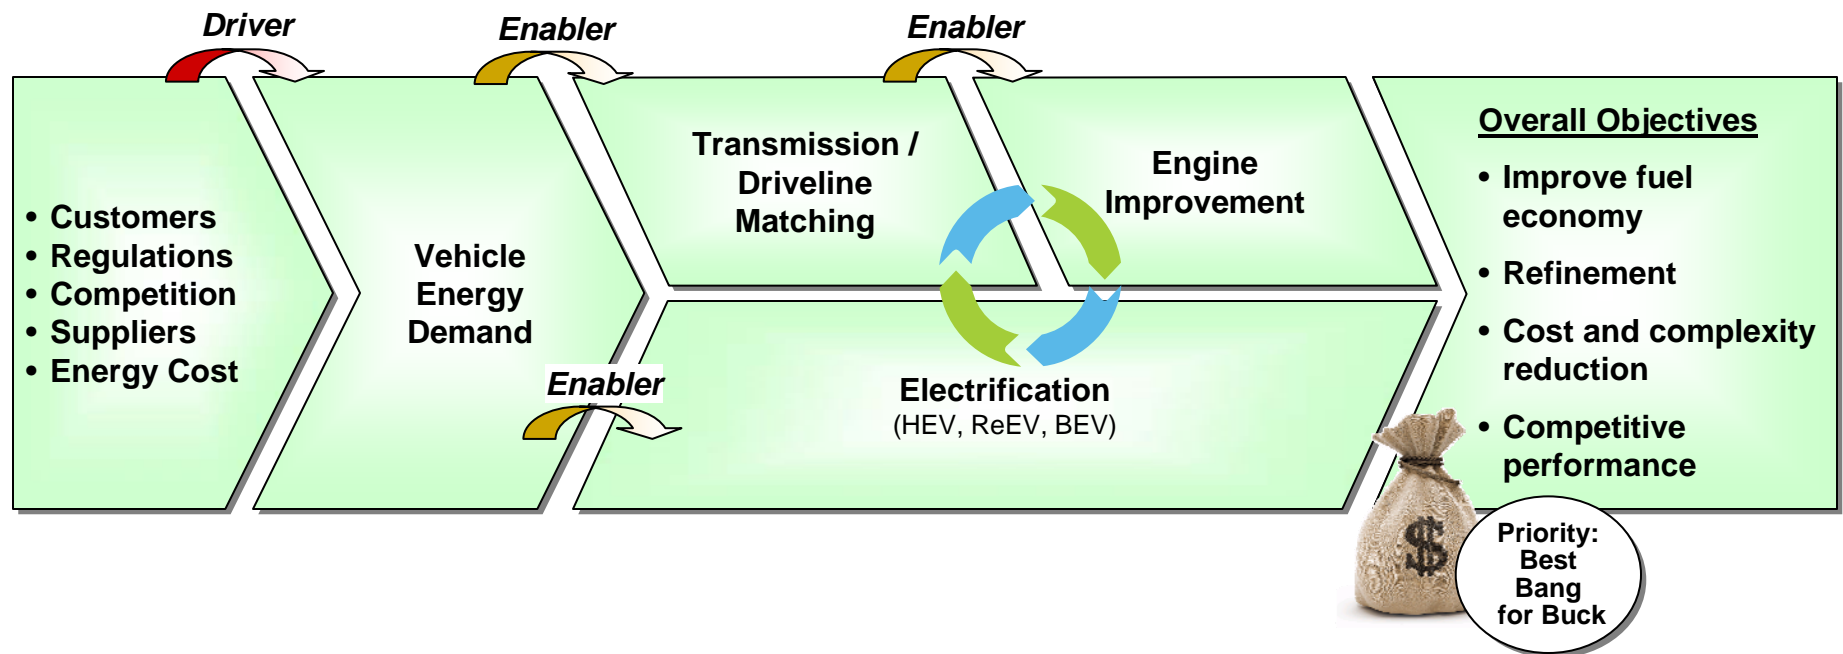 Driver
Enabler
Enabler
• Customers
• Regulations
• Competition
• Suppliers
• Energy Cost
Vehicle
Energy
Demand
Transmission /
Driveline
Matching
Engine
Improvement
Enabler
Electrification
(HEV, ReEV, BEV)
Overall Objectives
• Improve fuel
economy
• Refinement
• Cost and complexity
reduction
• Competitive
performance
$
Priority:
Best
Bang
for Buck